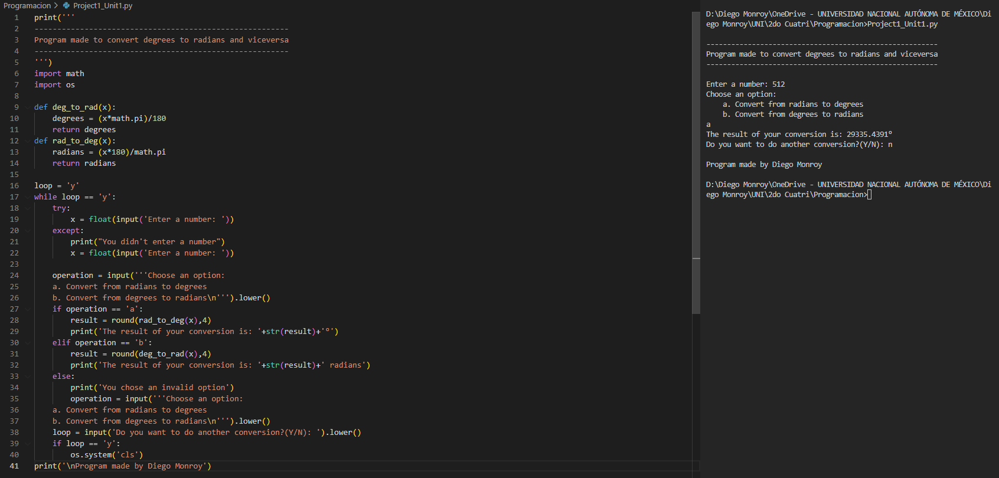 Programacion > Project1_Unit1.py
1 print('''
2 --------------------------------------------------------
3 Program made to convert degrees to radians and viceversa
4 --------------------------------------------------------
5 ''')
6 import math
7 import os
8
9 def deg_to_rad(x):
10     degrees = (x*math.pi)/180
11     return degrees
12 def rad_to_deg(x):
13     radians = (x*180)/math.pi
14     return radians
15
16 loop = 'y'
17 while loop == 'y':
18     try:
19         x = float(input('Enter a number: '))
20     except:
21         print("You didn't enter a number")
22         x = float(input('Enter a number: '))
23
24     operation = input('''Choose an option:
25     a. Convert from radians to degrees
26     b. Convert from degrees to radians\n''').lower()
27     if operation == 'a':
28         result = round(rad_to_deg(x),4)
29         print('The result of your conversion is: '+str(result)+'°')
30     elif operation == 'b':
31         result = round(deg_to_rad(x),4)
32         print('The result of your conversion is: '+str(result)+' radians')
33     else:
34         print('You chose an invalid option')
35         operation = input('''Choose an option:
36     a. Convert from radians to degrees
37     b. Convert from degrees to radians\n''').lower()
38     loop = input('Do you want to do another conversion?(Y/N): ').lower()
39     if loop == 'y':
40         os.system('cls')
41 print('\nProgram made by Diego Monroy')
D:\Diego Monroy\OneDrive - UNIVERSIDAD NACIONAL AUTÓNOMA DE MÉXICO\Di
ego Monroy\UNI\2do Cuatri\Programacion>Project1_Unit1.py
--------------------------------------------------------
Program made to convert degrees to radians and viceversa
--------------------------------------------------------
Enter a number: 512
Choose an option:
    a. Convert from radians to degrees
    b. Convert from degrees to radians
a
The result of your conversion is: 29335.4391°
Do you want to do another conversion?(Y/N): n
Program made by Diego Monroy
D:\Diego Monroy\OneDrive - UNIVERSIDAD NACIONAL AUTÓNOMA DE MÉXICO\Di
ego Monroy\UNI\2do Cuatri\Programacion>